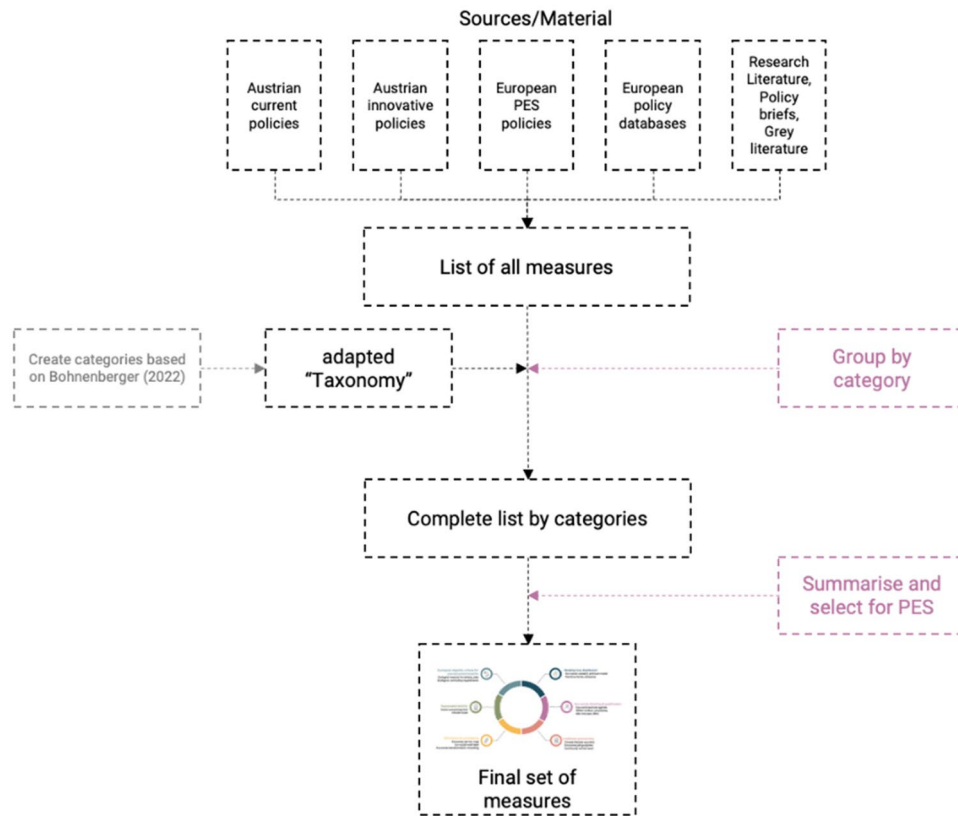 Sources/Material
Austrian
current
policies
Austrian
innovative
policies
European
PES
policies
European
policy
databases
Research
Literature,
Policy
briefs,
Grey
literature
List of all measures
Create categories based
on Bohnenberger (2022)
adapted
“Taxonomy”
Group by
category
Complete list by categories
Summarise and
select for PES
Final set of
measures